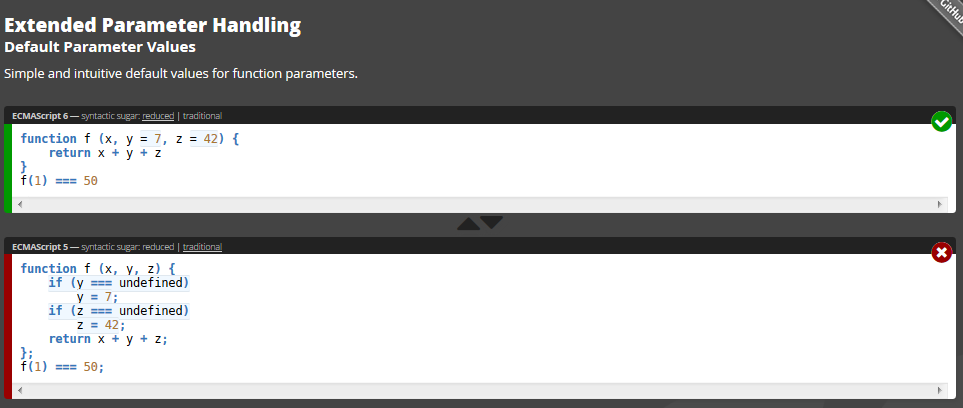 GitHub
Extended Parameter Handling
Default Parameter Values
Simple and intuitive default values for function parameters.
ECMAScript 6 — syntactic sugar: reduced | traditional
function f (x, y = 7, z = 42) {
    return x + y + z
}
f(1) === 50
ECMAScript 5 — syntactic sugar: reduced | traditional
function f (x, y, z) {
    if (y === undefined)
        y = 7;
    if (z === undefined)
        z = 42;
    return x + y + z;
};
f(1) === 50;